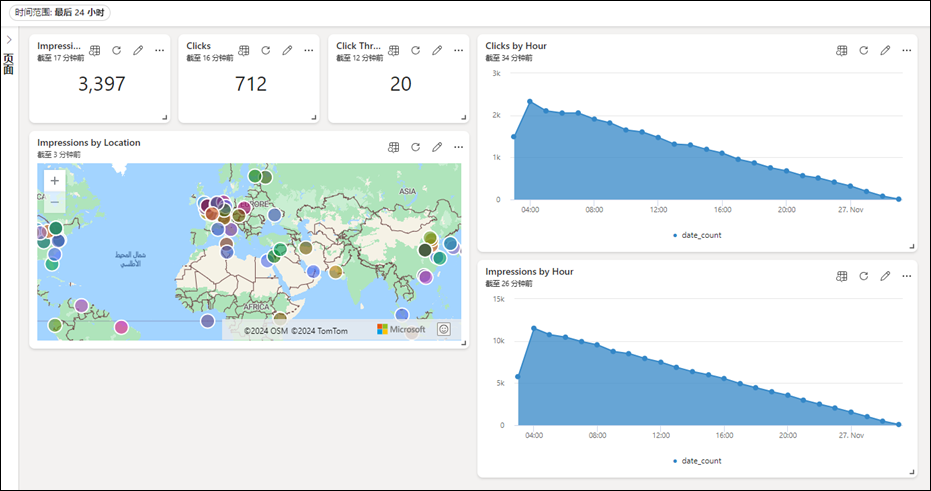 时间范围: 最后 24 小时
页面
Impressi...
截至 17 分钟前
3,397
Clicks
截至 16 分钟前
712
Click Thr...
截至 12 分钟前
20
Impressions by Location
截至 3 分钟前
+
−
ASIA
شمال المحيط
الأطلسي
AFRICA
©2024 OSM ©2024 TomTom
Microsoft
Clicks by Hour
截至 34 分钟前
3k
2k
1k
0
04:00 08:00 12:00 16:00 20:00 27. Nov
date_count
Impressions by Hour
截至 26 分钟前
15k
10k
5k
0
04:00 08:00 12:00 16:00 20:00 27. Nov
date_count